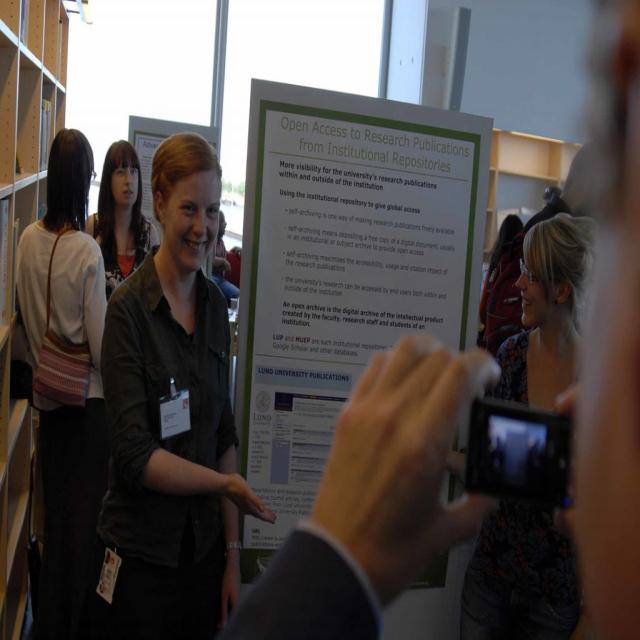 Open Access to Research Publications
from Institutional Repositories
More visibility for the university's research publications
within and outside of the institution
Using the institutional repository to give global access
- self-archiving is one way of making research publications freely available
- self-archiving means depositing a free copy of a digital document, usually
in an institutional or subject archive to provide open access
- self-archiving maximises the accessibility, usage and citation impact of
the research publications
- the university's research can be accessed by end users both within and
outside of the institution
An open archive is the digital archive of the intellectual product
created by the faculty, research staff and students of an
institution.
LUP and MUEP are such institutional
Google Scholar and other databases.
LUND UNIVERSITY PUBLICATIONS
LUND
URL